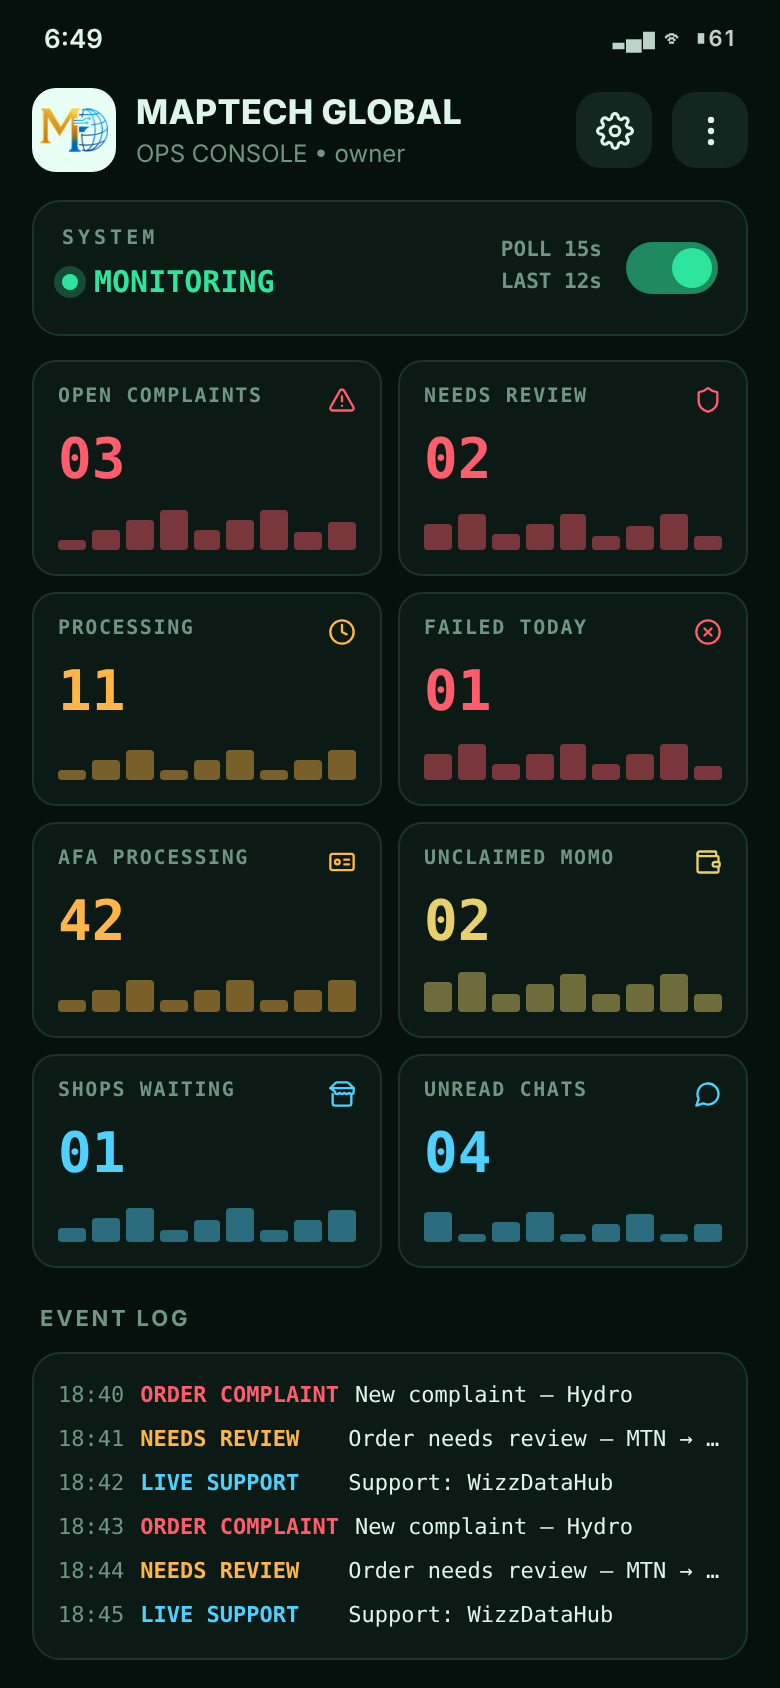 6:49 61
MAPTECH GLOBAL
OPS CONSOLE • owner
SYSTEM
MONITORING
POLL 15s
LAST 12s
OPEN COMPLAINTS
03
NEEDS REVIEW
02
PROCESSING
11
FAILED TODAY
01
AFA PROCESSING
42
UNCLAIMED MOMO
02
SHOPS WAITING
01
UNREAD CHATS
04
EVENT LOG
18:40 ORDER COMPLAINT New complaint — Hydro
18:41 NEEDS REVIEW Order needs review — MTN → …
18:42 LIVE SUPPORT Support: WizzDataHub
18:43 ORDER COMPLAINT New complaint — Hydro
18:44 NEEDS REVIEW Order needs review — MTN → …
18:45 LIVE SUPPORT Support: WizzDataHub